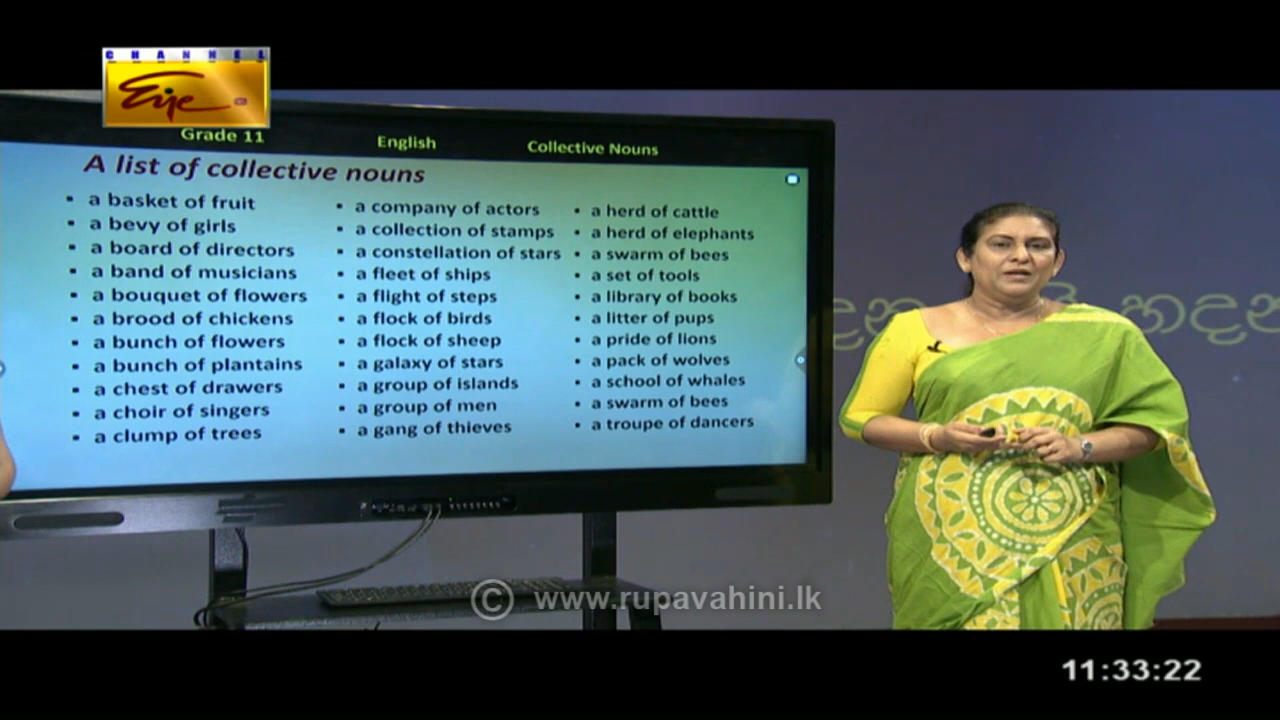 CHANNEL
Eye
Grade 11
English
Collective Nouns
A list of collective nouns
▪ a basket of fruit
▪ a bevy of girls
▪ a board of directors
▪ a band of musicians
▪ a bouquet of flowers
▪ a brood of chickens
▪ a bunch of flowers
▪ a bunch of plantains
▪ a chest of drawers
▪ a choir of singers
▪ a clump of trees
▪ a company of actors
▪ a collection of stamps
▪ a constellation of stars
▪ a fleet of ships
▪ a flight of steps
▪ a flock of birds
▪ a flock of sheep
▪ a galaxy of stars
▪ a group of islands
▪ a group of men
▪ a gang of thieves
▪ a herd of cattle
▪ a herd of elephants
▪ a swarm of bees
▪ a set of tools
▪ a library of books
▪ a litter of pups
▪ a pride of lions
▪ a pack of wolves
▪ a school of whales
▪ a swarm of bees
▪ a troupe of dancers
© www.rupavahini.lk
11:33:22